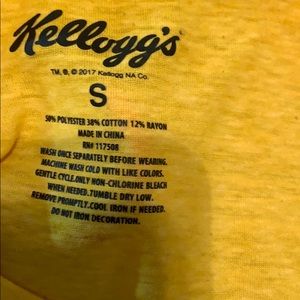 Kellogg's
TM, ®, © 2017 Kellogg NA Co.
S
50% POLYESTER 38% COTTON 12% RAYON
MADE IN CHINA
RN# 117508
WASH ONCE SEPARATELY BEFORE WEARING.
MACHINE WASH COLD WITH LIKE COLORS.
GENTLE CYCLE.ONLY NON-CHLORINE BLEACH
WHEN NEEDED.TUMBLE DRY LOW.
REMOVE PROMPTLY.COOL IRON IF NEEDED.
DO NOT IRON DECORATION.